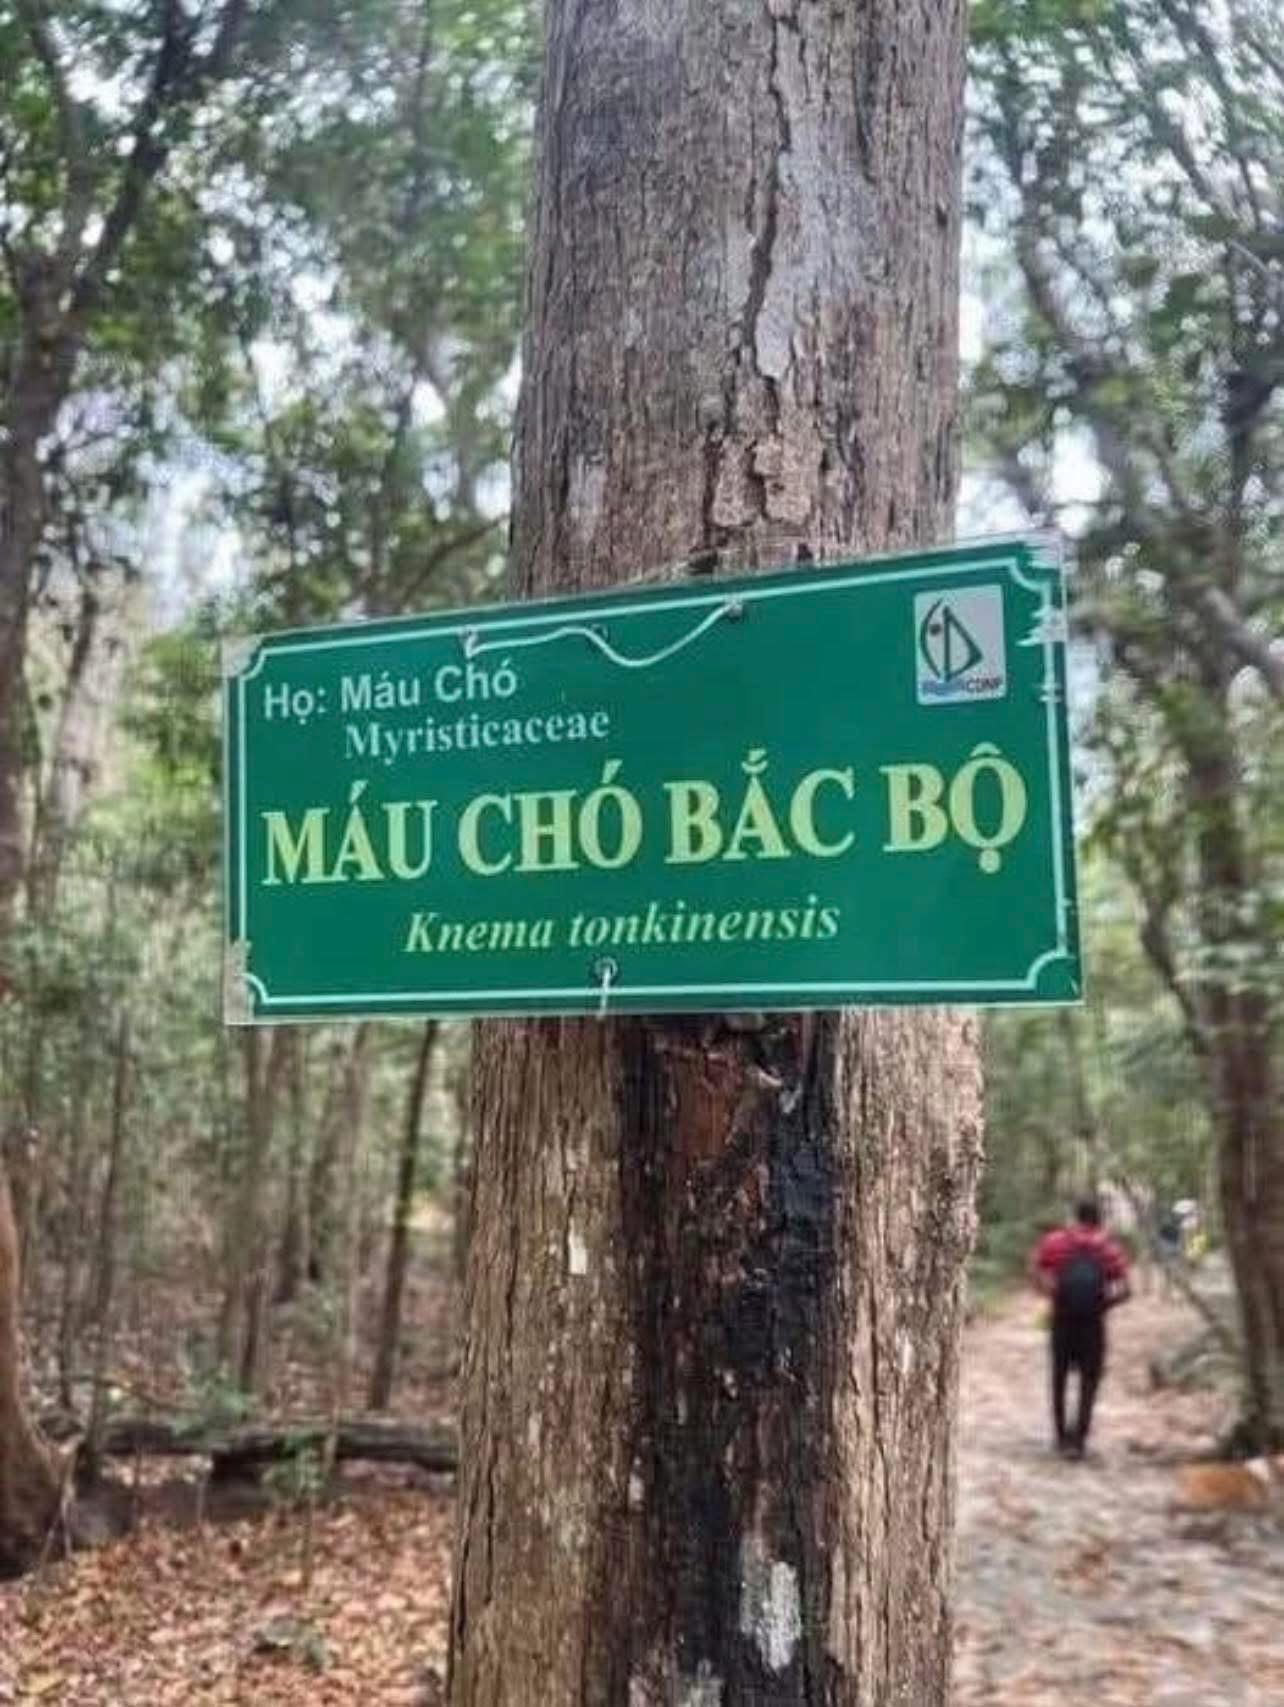 Họ: Máu Chó
Myristicaceae
MÁU CHÓ BẮC BỘ
Knema tonkinensis